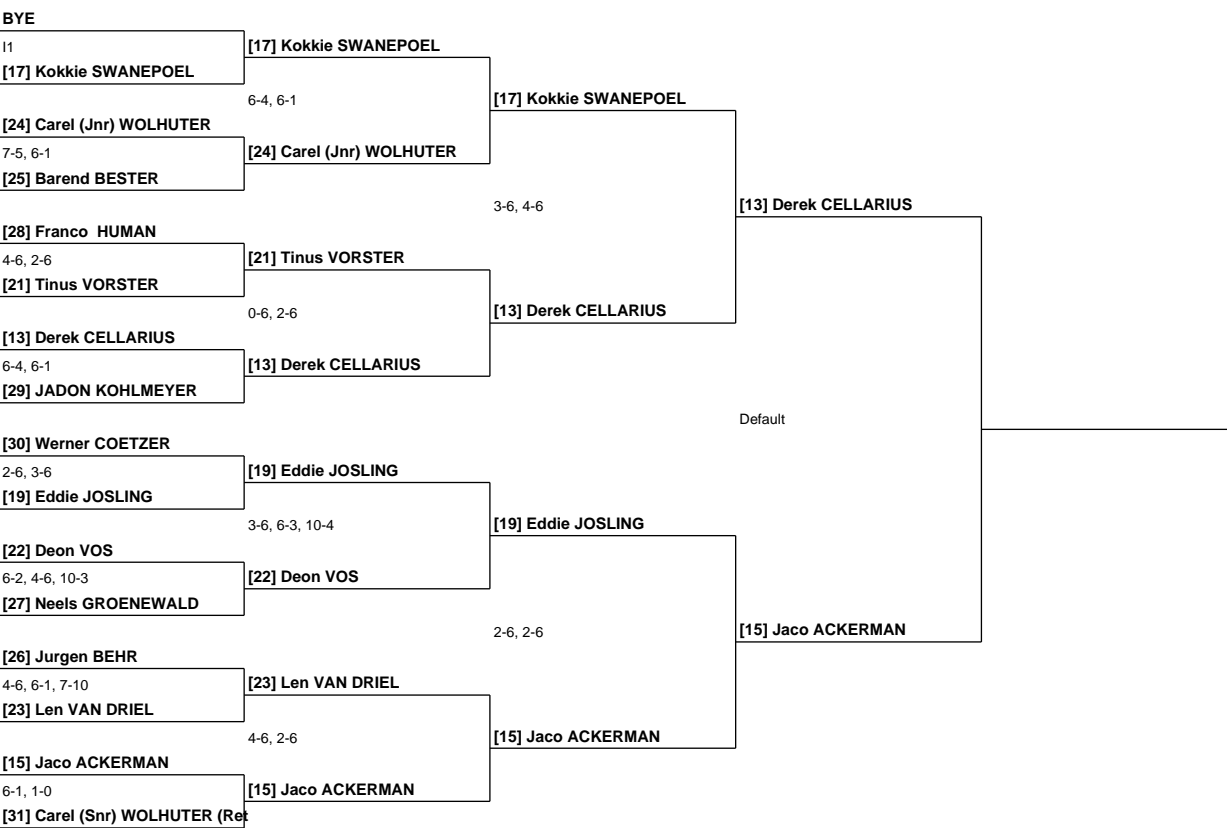 BYE
I1
[17] Kokkie SWANEPOEL
[24] Carel (Jnr) WOLHUTER
7-5, 6-1
[25] Barend BESTER
[28] Franco  HUMAN
4-6, 2-6
[21] Tinus VORSTER
[13] Derek CELLARIUS
6-4, 6-1
[29] JADON KOHLMEYER
[30] Werner COETZER
2-6, 3-6
[19] Eddie JOSLING
[22] Deon VOS
6-2, 4-6, 10-3
[27] Neels GROENEWALD
[26] Jurgen BEHR
4-6, 6-1, 7-10
[23] Len VAN DRIEL
[15] Jaco ACKERMAN
6-1, 1-0
[31] Carel (Snr) WOLHUTER (Ret
[17] Kokkie SWANEPOEL
6-4, 6-1
[24] Carel (Jnr) WOLHUTER
[21] Tinus VORSTER
0-6, 2-6
[13] Derek CELLARIUS
[19] Eddie JOSLING
3-6, 6-3, 10-4
[22] Deon VOS
[23] Len VAN DRIEL
4-6, 2-6
[15] Jaco ACKERMAN
[17] Kokkie SWANEPOEL
3-6, 4-6
[13] Derek CELLARIUS
[19] Eddie JOSLING
2-6, 2-6
[15] Jaco ACKERMAN
[13] Derek CELLARIUS
Default
[15] Jaco ACKERMAN